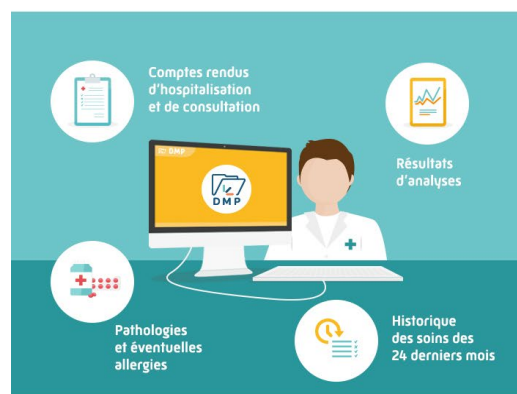 Comptes rendus
d'hospitalisation
et de consultation
Résultats
d'analyses
DMP
DMP
Pathologies
et éventuelles
allergies
Historique
des soins des
24 derniers mois